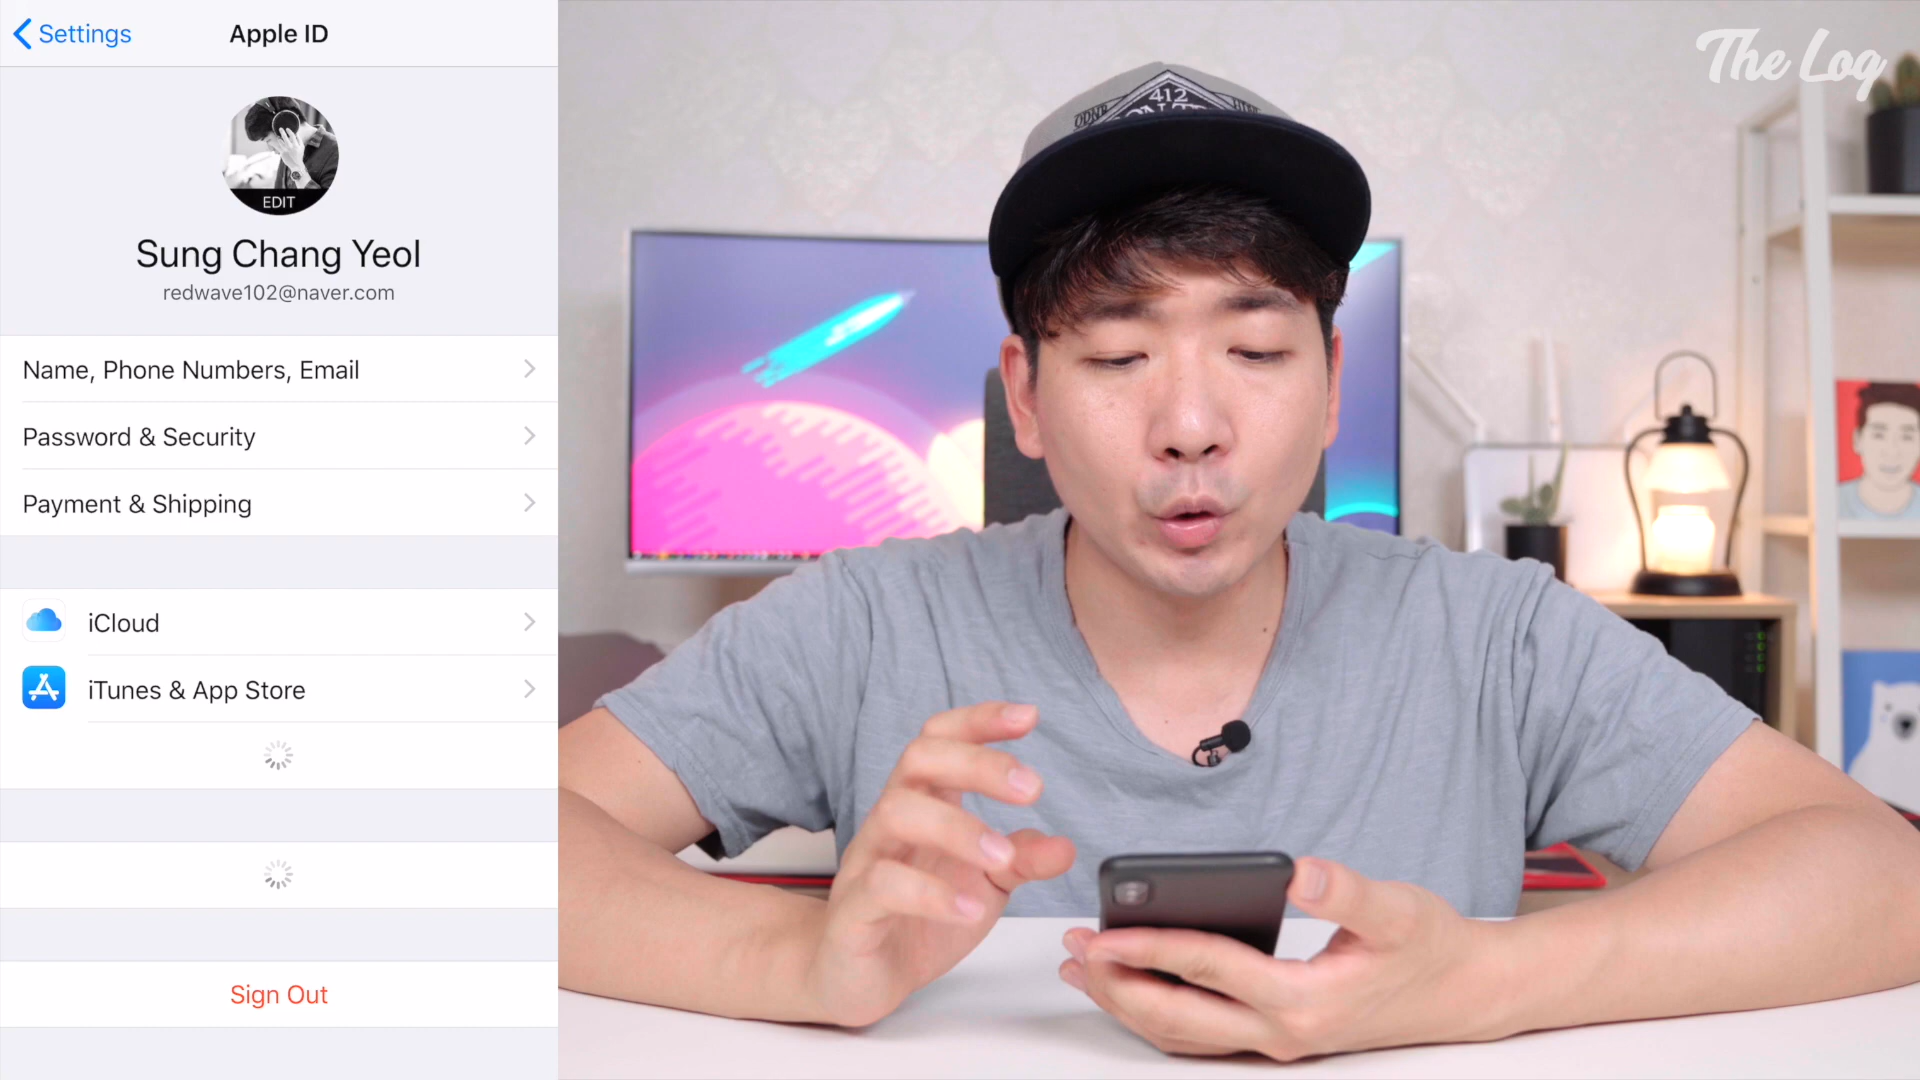 Settings
Apple ID
EDIT
Sung Chang Yeol
redwave102@naver.com
Name, Phone Numbers, Email
Password & Security
Payment & Shipping
iCloud
iTunes & App Store
Sign Out
The Log
412